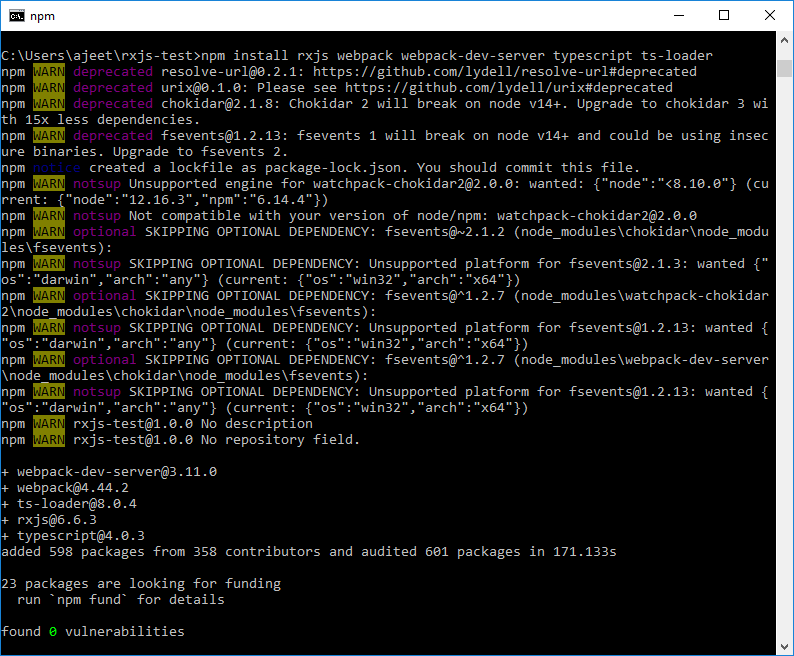 npm
C:\Users\ajeet\rxjs-test>npm install rxjs webpack webpack-dev-server typescript ts-loader
npm WARN deprecated resolve-url@0.2.1: https://github.com/lydell/resolve-url#deprecated
npm WARN deprecated urix@0.1.0: Please see https://github.com/lydell/urix#deprecated
npm WARN deprecated chokidar@2.1.8: Chokidar 2 will break on node v14+. Upgrade to chokidar 3 wi
th 15x less dependencies.
npm WARN deprecated fsevents@1.2.13: fsevents 1 will break on node v14+ and could be using insec
ure binaries. Upgrade to fsevents 2.
npm notice created a lockfile as package-lock.json. You should commit this file.
npm WARN notsup Unsupported engine for watchpack-chokidar2@2.0.0: wanted: {"node":"<8.10.0"} (cu
rrent: {"node":"12.16.3","npm":"6.14.4"})
npm WARN notsup Not compatible with your version of node/npm: watchpack-chokidar2@2.0.0
npm WARN optional SKIPPING OPTIONAL DEPENDENCY: fsevents@~2.1.2 (node_modules\chokidar\node_modu
les\fsevents):
npm WARN notsup SKIPPING OPTIONAL DEPENDENCY: Unsupported platform for fsevents@2.1.3: wanted {"
os":"darwin","arch":"any"} (current: {"os":"win32","arch":"x64"})
npm WARN optional SKIPPING OPTIONAL DEPENDENCY: fsevents@^1.2.7 (node_modules\watchpack-chokidar
2\node_modules\chokidar\node_modules\fsevents):
npm WARN notsup SKIPPING OPTIONAL DEPENDENCY: Unsupported platform for fsevents@1.2.13: wanted {
"os":"darwin","arch":"any"} (current: {"os":"win32","arch":"x64"})
npm WARN optional SKIPPING OPTIONAL DEPENDENCY: fsevents@^1.2.7 (node_modules\webpack-dev-server
\node_modules\chokidar\node_modules\fsevents):
npm WARN notsup SKIPPING OPTIONAL DEPENDENCY: Unsupported platform for fsevents@1.2.13: wanted {
"os":"darwin","arch":"any"} (current: {"os":"win32","arch":"x64"})
npm WARN rxjs-test@1.0.0 No description
npm WARN rxjs-test@1.0.0 No repository field.
+ webpack-dev-server@3.11.0
+ webpack@4.44.2
+ ts-loader@8.0.4
+ rxjs@6.6.3
+ typescript@4.0.3
added 598 packages from 358 contributors and audited 601 packages in 171.133s
23 packages are looking for funding
run `npm fund` for details
found 0 vulnerabilities